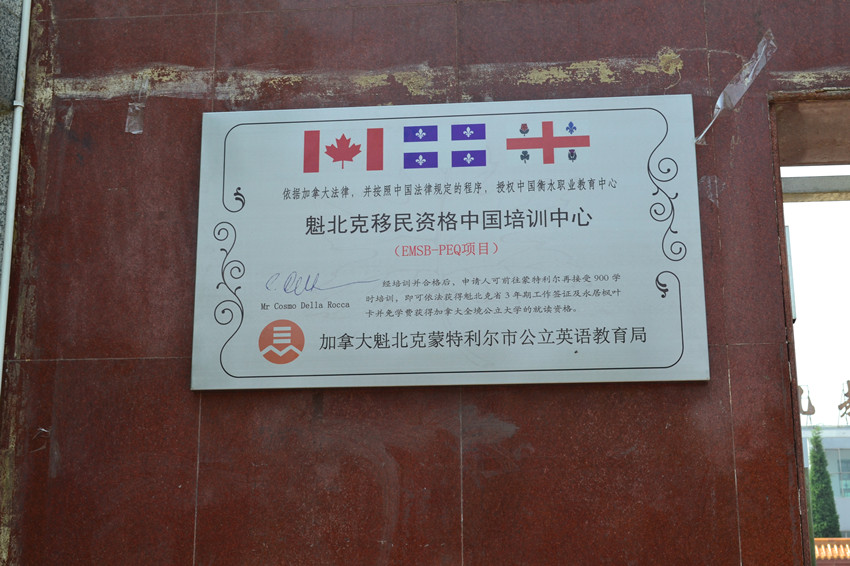 依据加拿大法律，并按照中国法律规定的程序，授权中国衡水职业教育中心
魁北克移民资格中国培训中心
（EMSB-PEQ项目）
经培训并合格后，申请人可前往蒙特利尔再接受900学
时培训，即可依法获得魁北克省3年期工作签证及永居枫叶
卡并免学费获得加拿大全境公立大学的就读资格。
Mr Cosmo Della Rocca
加拿大魁北克蒙特利尔市公立英语教育局